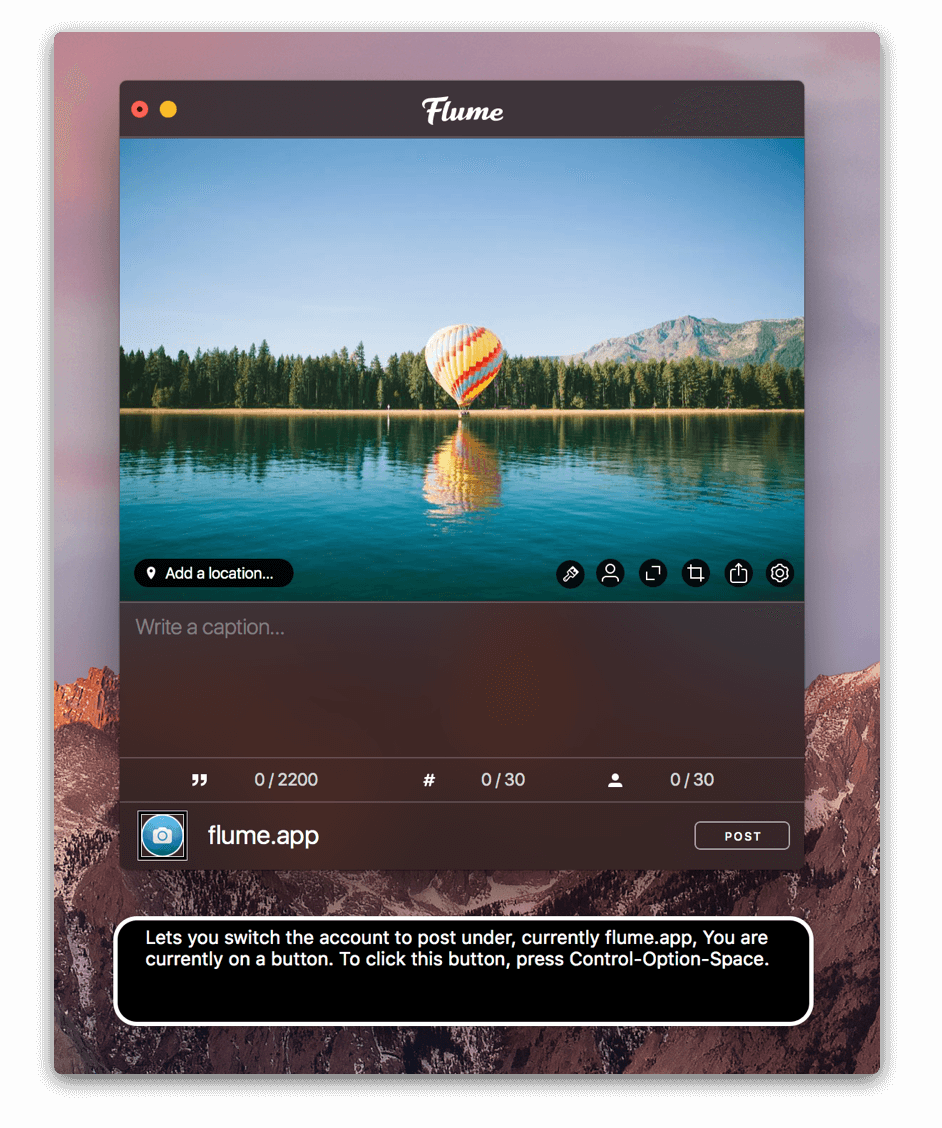 Flume
Add a location...
Write a caption...
0 / 2200
# 0 / 30
0 / 30
flume.app
POST
Lets you switch the account to post under, currently flume.app, You are
currently on a button. To click this button, press Control-Option-Space.